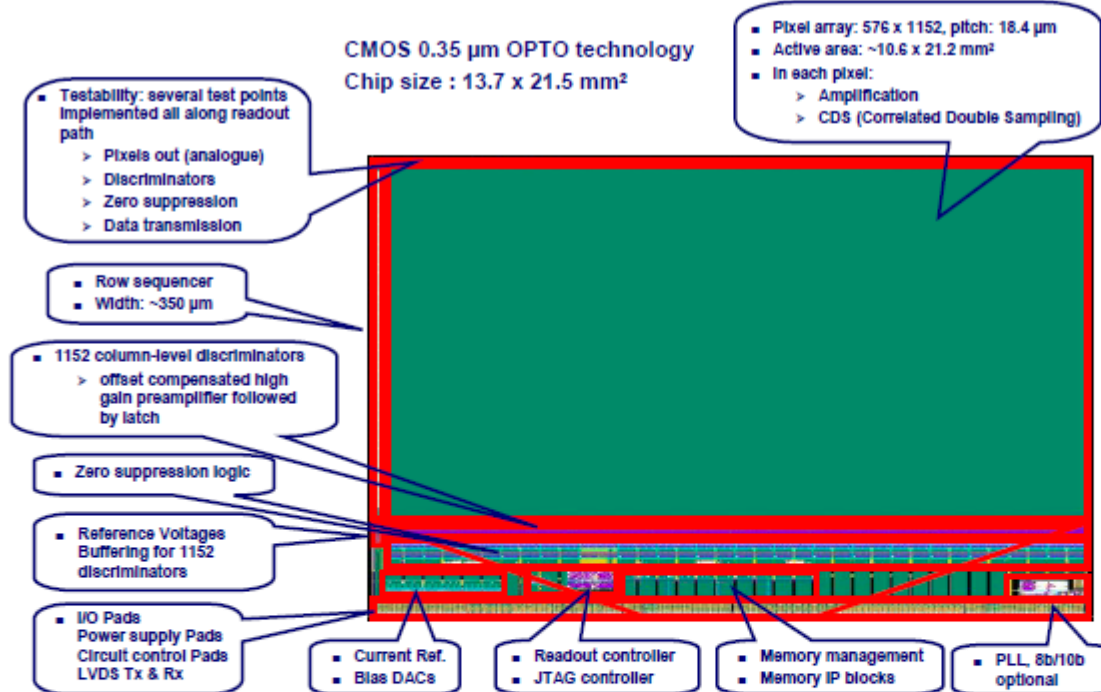 CMOS 0.35 µm OPTO technology
Chip size : 13.7 x 21.5 mm²
Pixel array: 576 x 1152, pitch: 18.4 µm
Active area: ~10.6 x 21.2 mm²
In each pixel:
Amplification
CDS (Correlated Double Sampling)
Testability: several test points
Implemented all along readout
path
Pixels out (analogue)
Discriminators
Zero suppression
Data transmission
Row sequencer
Width: ~350 µm
1152 column-level discriminators
offset compensated high
gain preamplifier followed
by latch
Zero suppression logic
Reference Voltages
Buffering for 1152
discriminators
I/O Pads
Power supply Pads
Circuit control Pads
LVDS Tx & Rx
Current Ref.
Bias DACs
Readout controller
JTAG controller
Memory management
Memory IP blocks
PLL, 8b/10b
optional